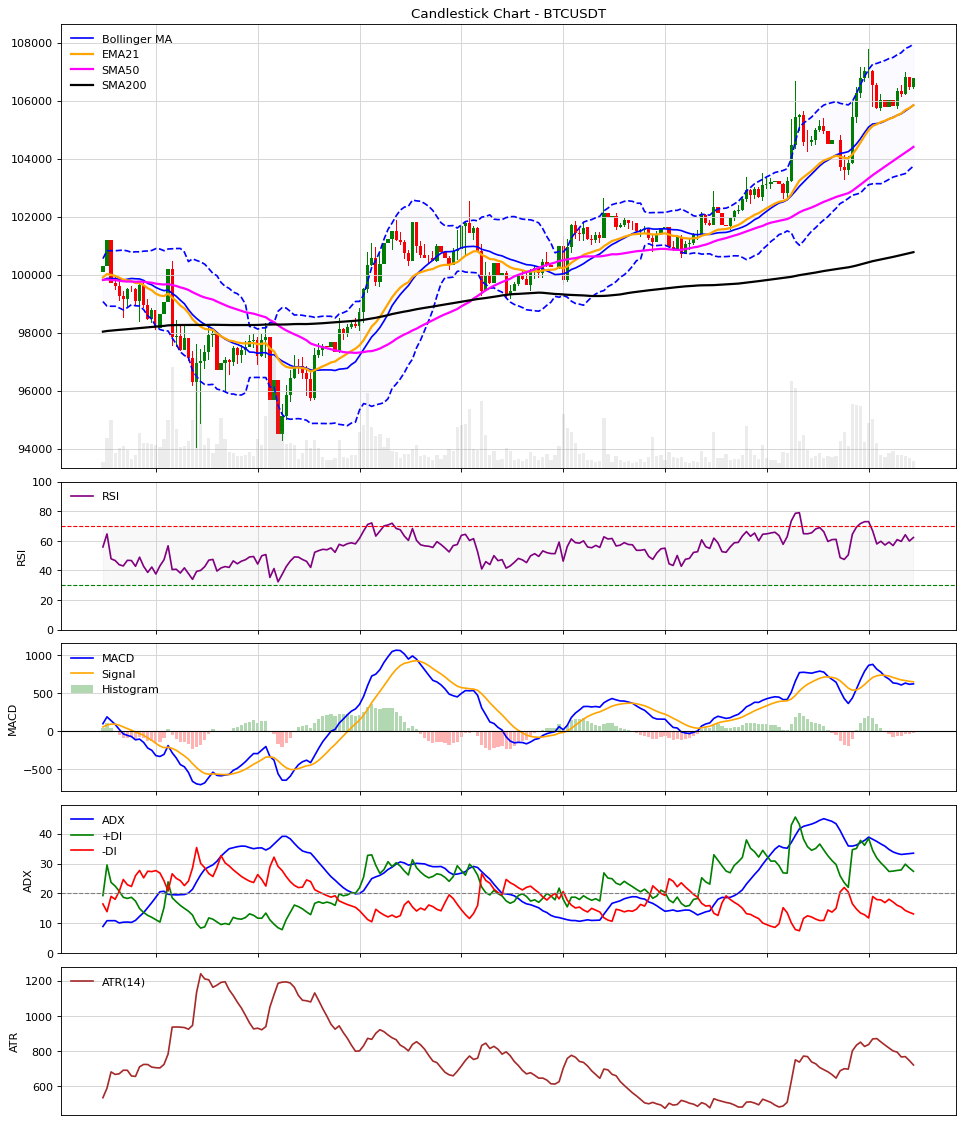 Candlestick Chart - BTCUSDT
108000
106000
104000
102000
100000
98000
96000
94000
Bollinger MA
EMA21
SMA50
SMA200
100
80
60
40
20
0
RSI
RSI
1000
500
0
−500
MACD
MACD
Signal
Histogram
40
30
20
10
0
ADX
ADX
+DI
-DI
1200
1000
800
600
ATR
ATR(14)